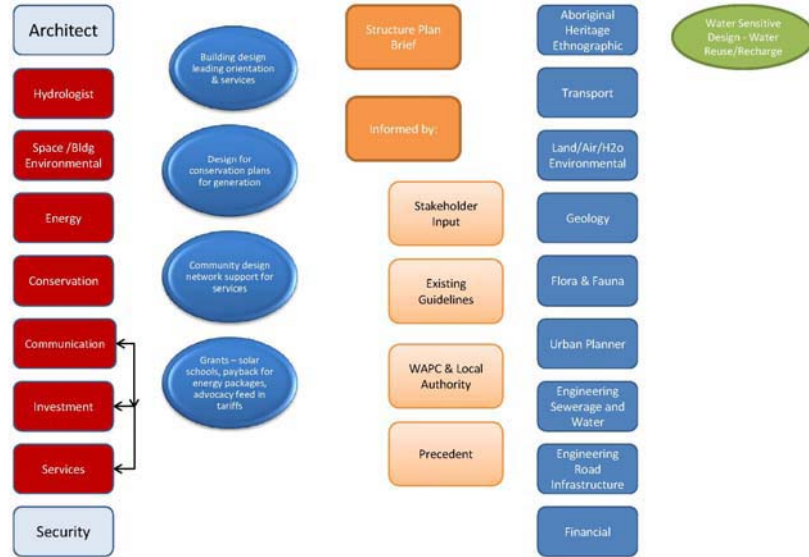 Architect
Hydrologist
Space /Bldg
Environmental
Energy
Conservation
Communication
Investment
Services
Security
Building design
leading orientation
& services
Design for
conservation plans
for generation
Community design
network support for
services
Grants – solar
schools, payback for
energy packages,
advocacy feed in
tariffs
Structure Plan
Brief
Informed by:
Stakeholder
Input
Existing
Guidelines
WAPC & Local
Authority
Precedent
Aboriginal
Heritage
Ethnographic
Transport
Land/Air/H2o
Environmental
Geology
Flora & Fauna
Urban Planner
Engineering
Sewerage and
Water
Engineering
Road
Infrastructure
Financial
Water Sensitive
Design - Water
Reuse/Recharge